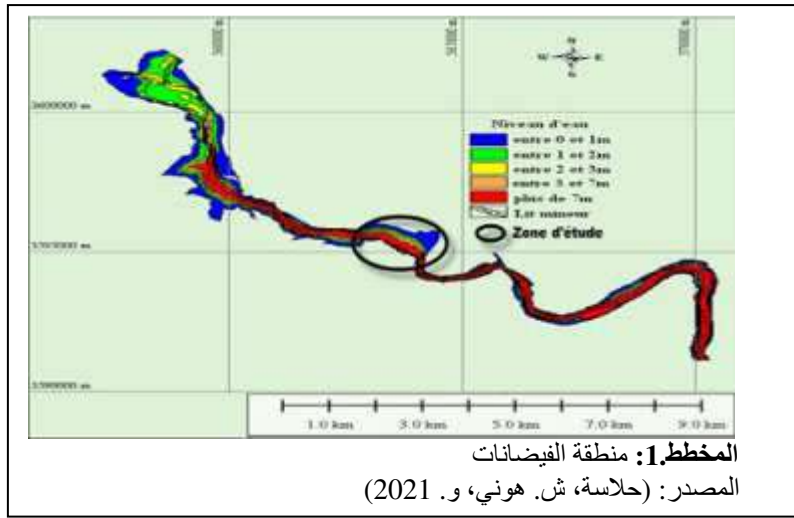 N
W E
S
Niveau d'eau
entre 0 et 1m
entre 1 et 2m
entre 2 et 3m
entre 3 et 7m
plus de 7m
Lit mineur
Zone d'étude
1.0 km 3.0 km 5.0 km 7.0 km 9.0 km
المخطط.1: منطقة الفيضانات
المصدر: (حلاسة، ش. هوني، و. 2021)